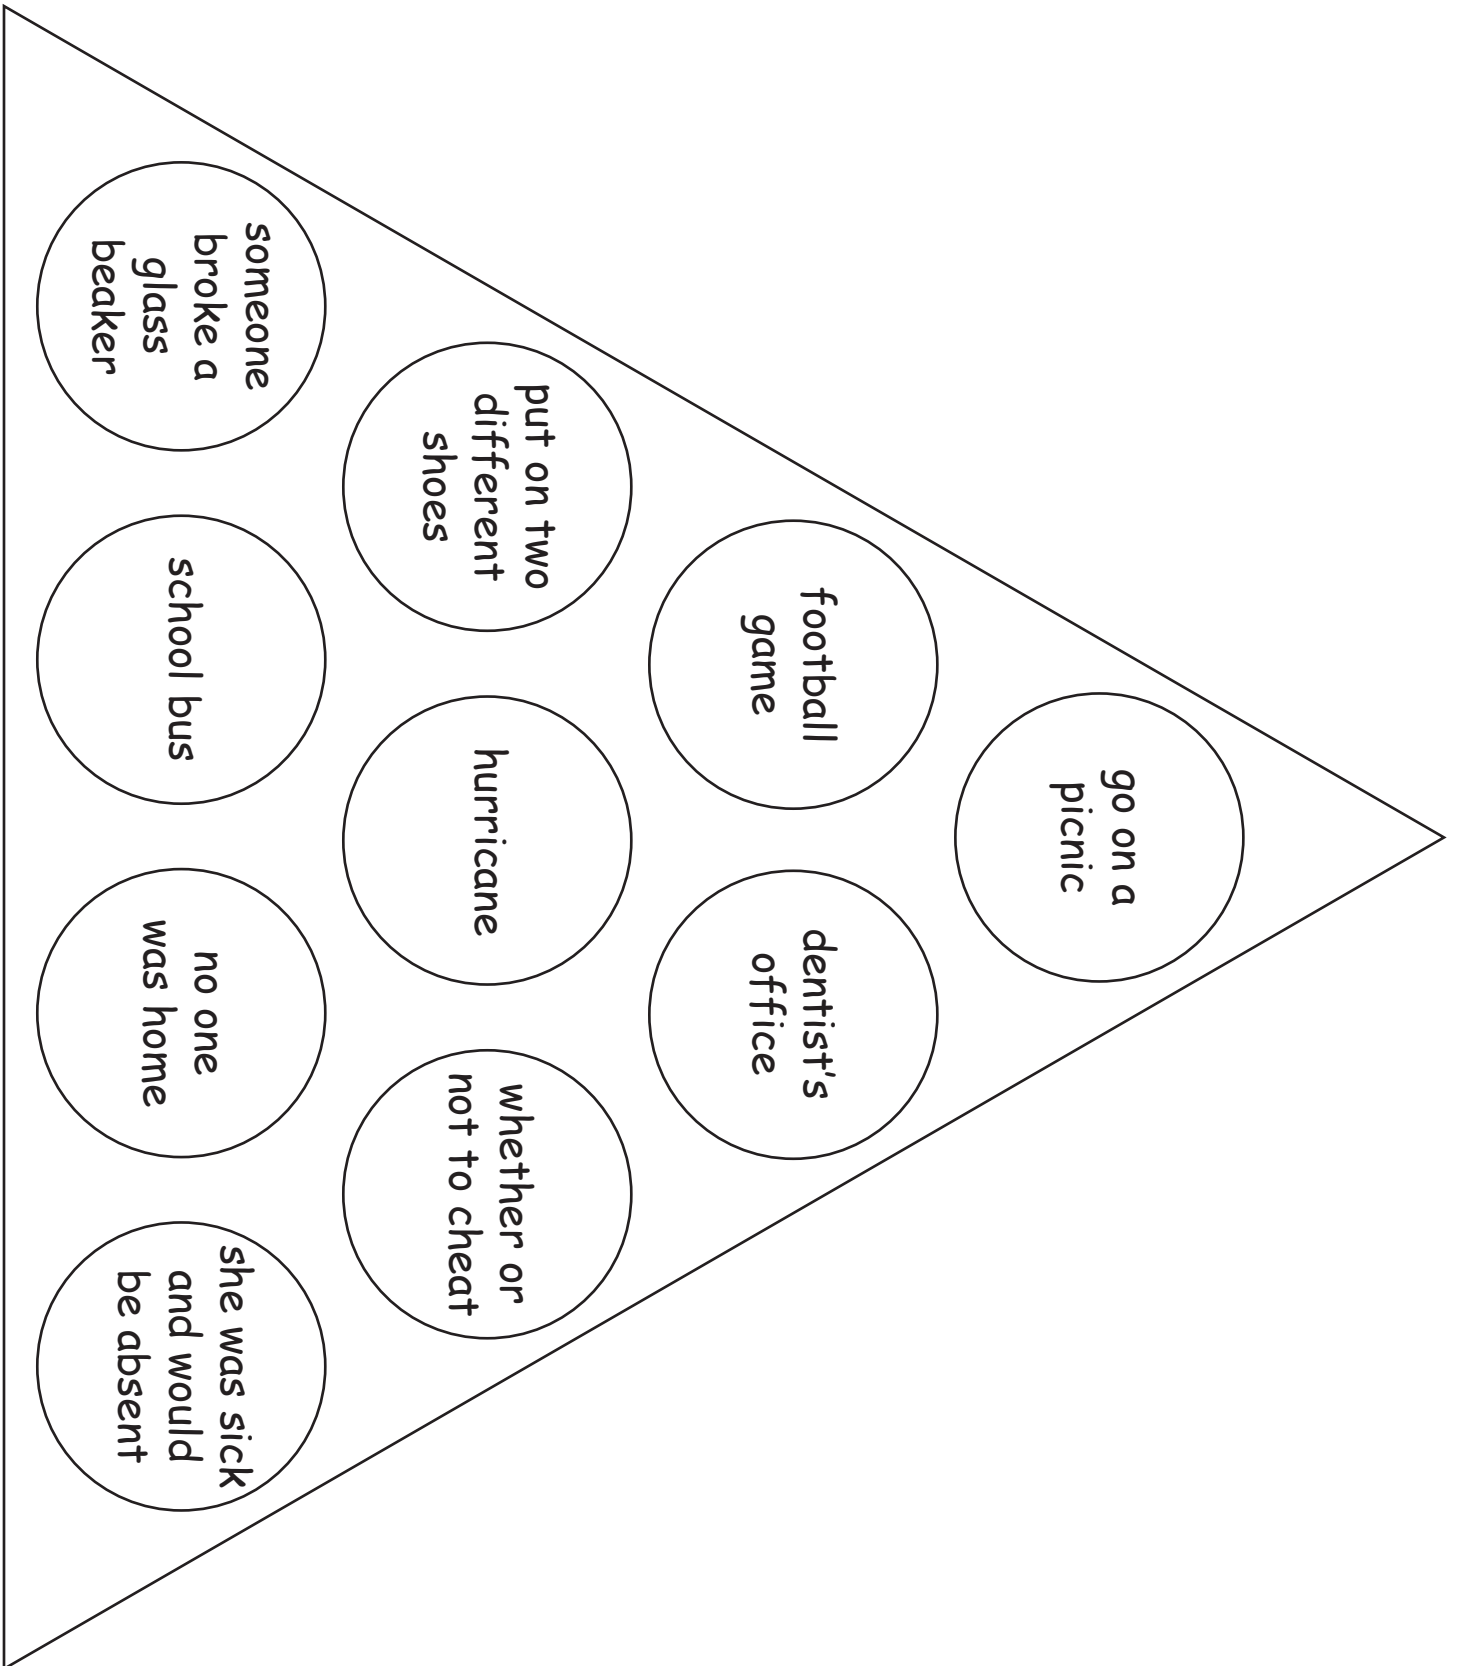 go on a
picnic
football
game
dentist's
office
put on two
different
shoes
hurricane
whether or
not to cheat
someone
broke a
glass
beaker
school bus
no one
was home
she was sick
and would
be absent